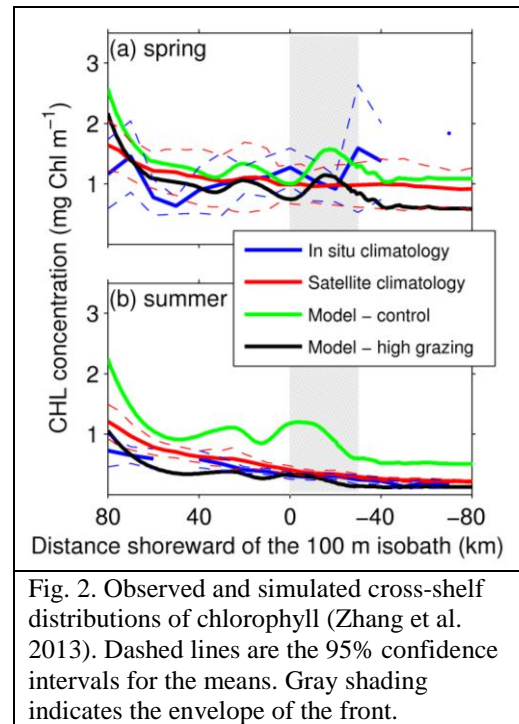 (a) spring
3
2
1
CHL concentration (mg Chl m⁻¹)
In situ climatology
Satellite climatology
Model − control
Model − high grazing
(b) summer
3
2
1
80 40 0 −40 −80
Distance shoreward of the 100 m isobath (km)
Fig. 2. Observed and simulated cross-shelf
distributions of chlorophyll (Zhang et al.
2013). Dashed lines are the 95% confidence
intervals for the means. Gray shading
indicates the envelope of the front.